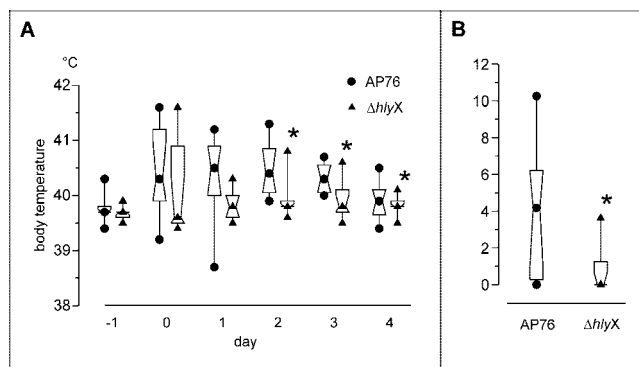 A
°C
42
41
40
39
38
body temperature
AP76
ΔhlyX
*
*
*
-1 0 1 2 3 4
day
B
12
10
8
6
4
2
0
*
AP76 ΔhlyX